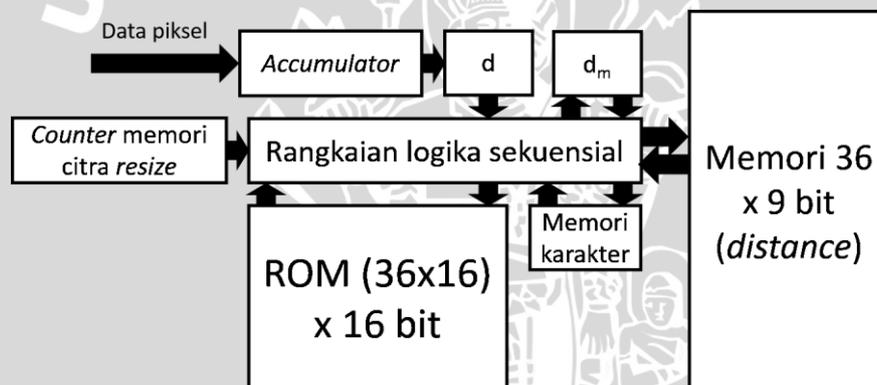 Data piksel
Accumulator
d
dₘ
Counter memori
citra resize
Rangkaian logika sekuensial
Memori 36
x 9 bit
(distance)
Memori
karakter
ROM (36x16)
x 16 bit